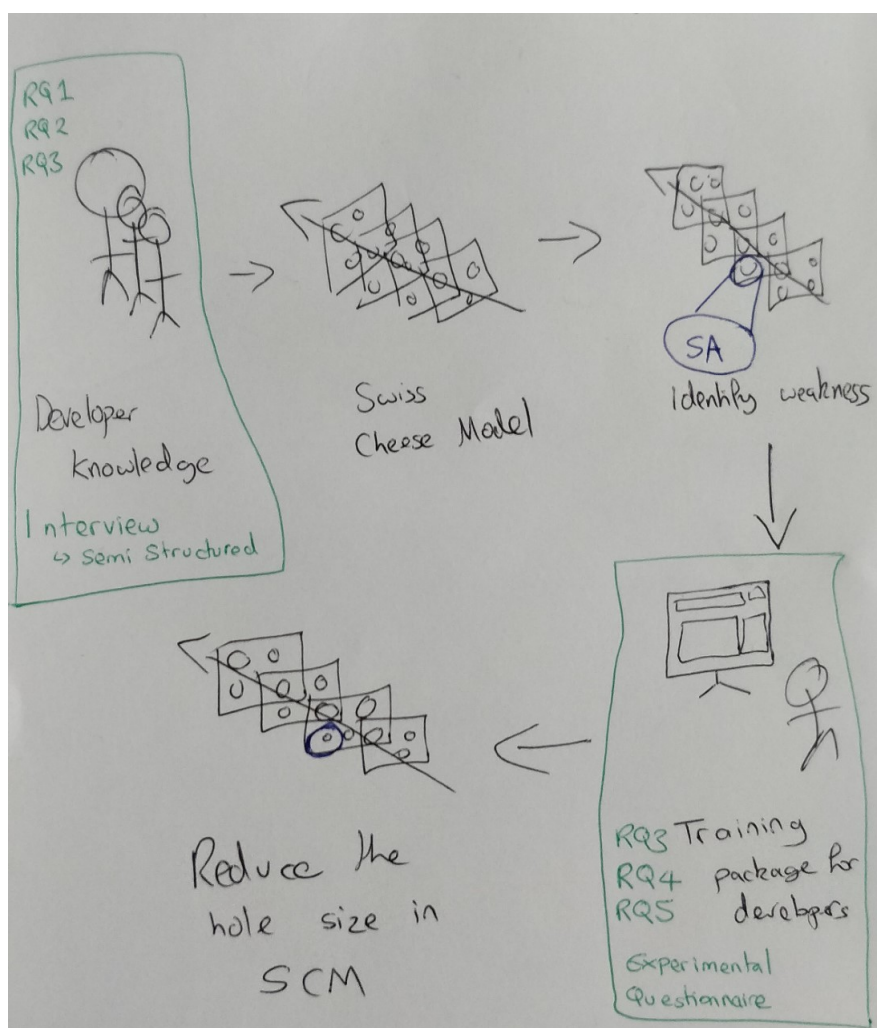 RQ1
RQ2
RQ3
Developer
Knowledge
Interview
↳ Semi Structured
Swiss
Cheese Model
SA
Identify weakness
RQ3 Training
RQ4 package for
RQ5 developers
Experimental
Questionnaire
Reduce the
hole size in
SCM